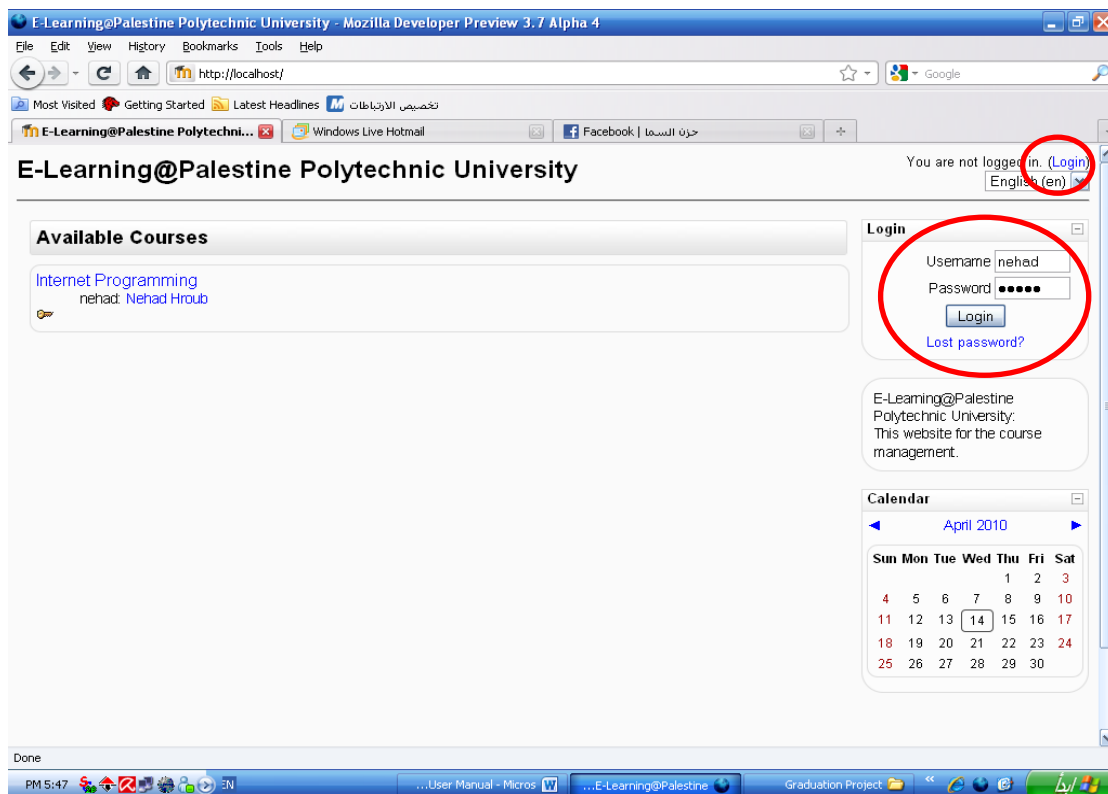 E-Learning@Palestine Polytechnic University - Mozilla Developer Preview 3.7 Alpha 4
File Edit View History Bookmarks Tools Help
http://localhost/
Google
Most Visited Getting Started Latest Headlines تخصيص الارتباطات
E-Learning@Palestine Polytechni... Windows Live Hotmail Facebook | حزن السما
E-Learning@Palestine Polytechnic University
You are not logged in. (Login)
English (en)
Available Courses
Internet Programming
nehad: Nehad Hroub
Login
Username nehad
Password •••••
Login
Lost password?
E-Learning@Palestine
Polytechnic University:
This website for the course
management.
Calendar
◄ April 2010 ►
Sun Mon Tue Wed Thu Fri Sat
1 2 3
4 5 6 7 8 9 10
11 12 13 14 15 16 17
18 19 20 21 22 23 24
25 26 27 28 29 30
Done
PM 5:47 EN ...User Manual - Micros ...E-Learning@Palestine Graduation Project « ابدأ